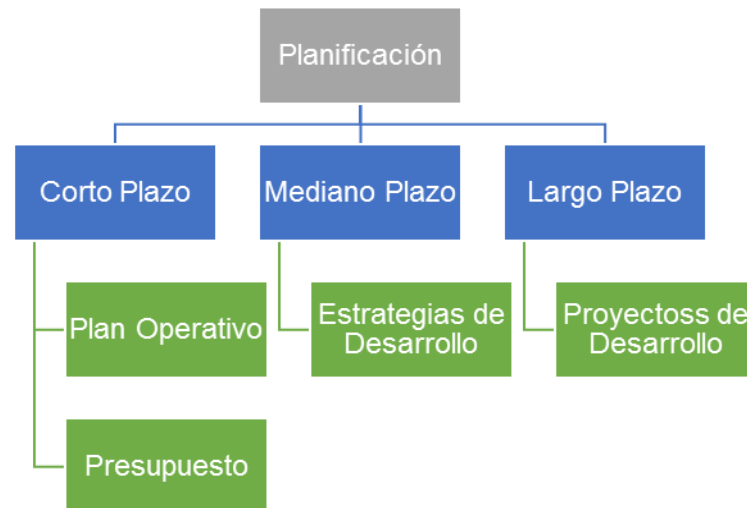 Planificación
Corto Plazo
Mediano Plazo
Largo Plazo
Plan Operativo
Estrategias de
Desarrollo
Proyectoss de
Desarrollo
Presupuesto